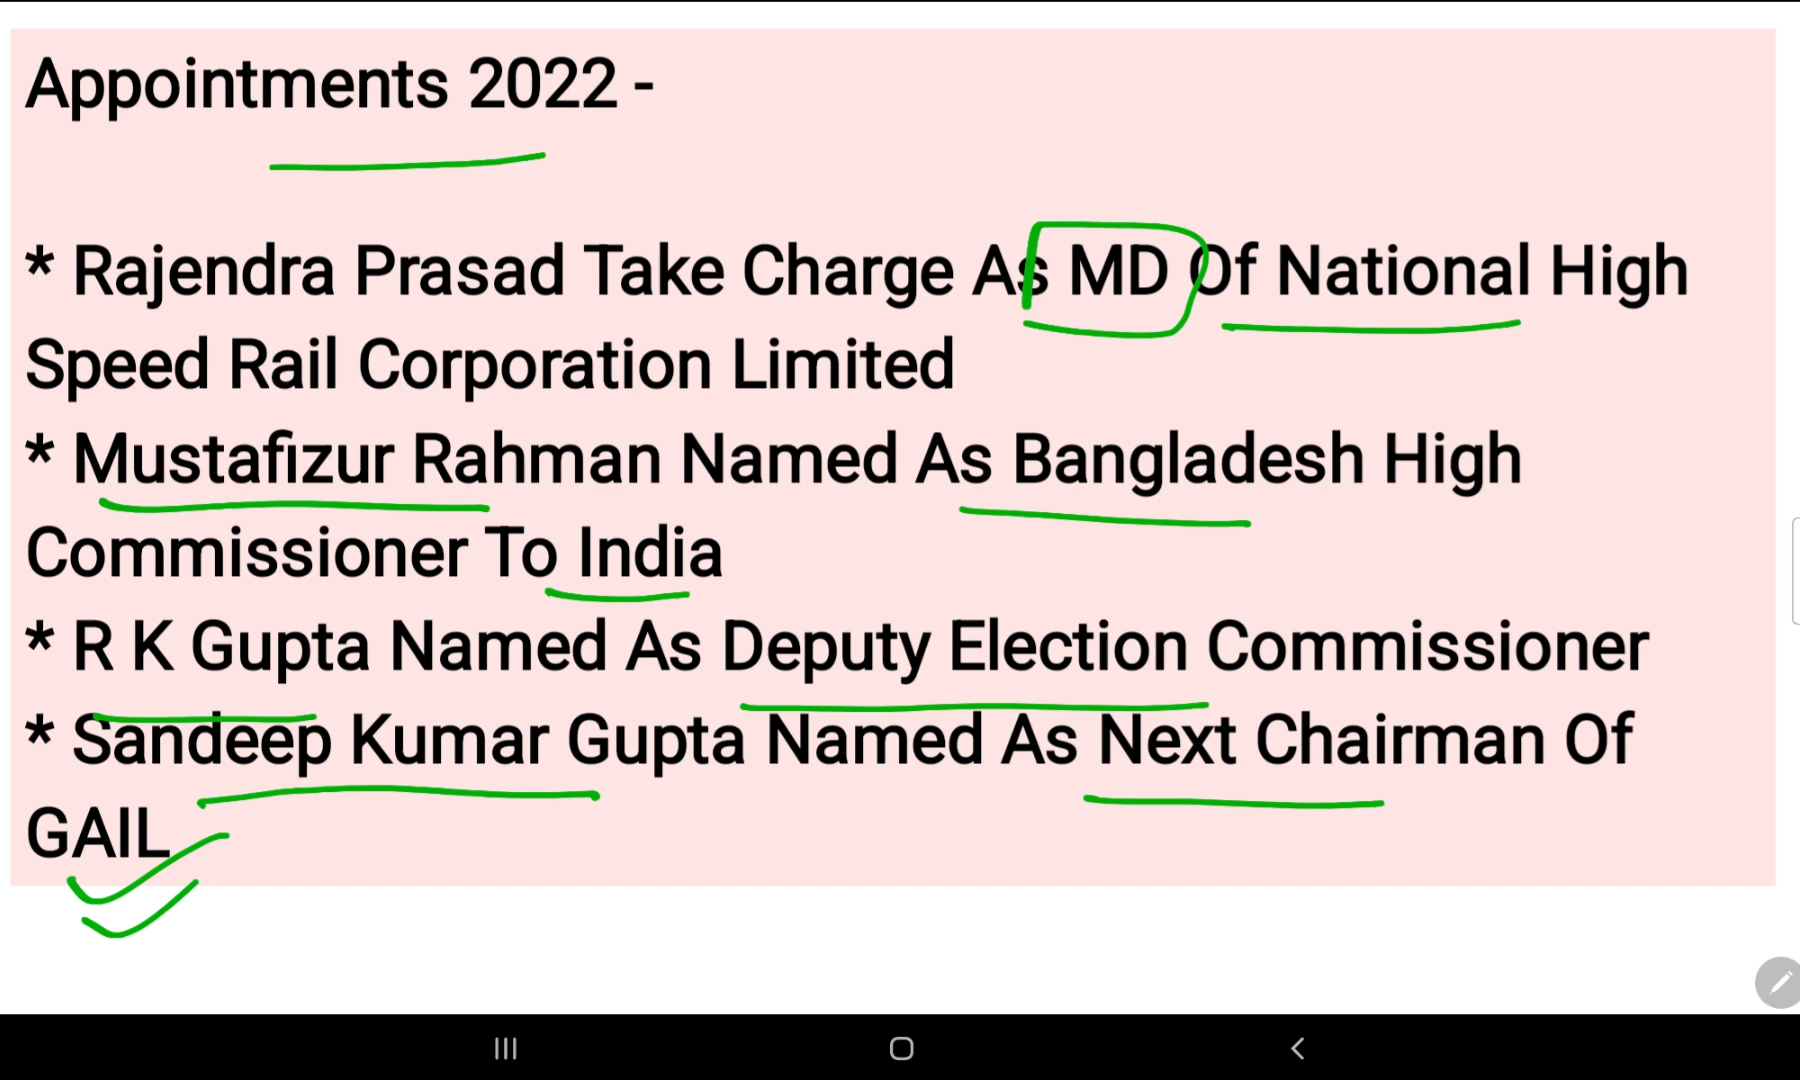 Appointments 2022 -
* Rajendra Prasad Take Charge As MD Of National High
Speed Rail Corporation Limited
* Mustafizur Rahman Named As Bangladesh High
Commissioner To India
* R K Gupta Named As Deputy Election Commissioner
* Sandeep Kumar Gupta Named As Next Chairman Of
GAIL